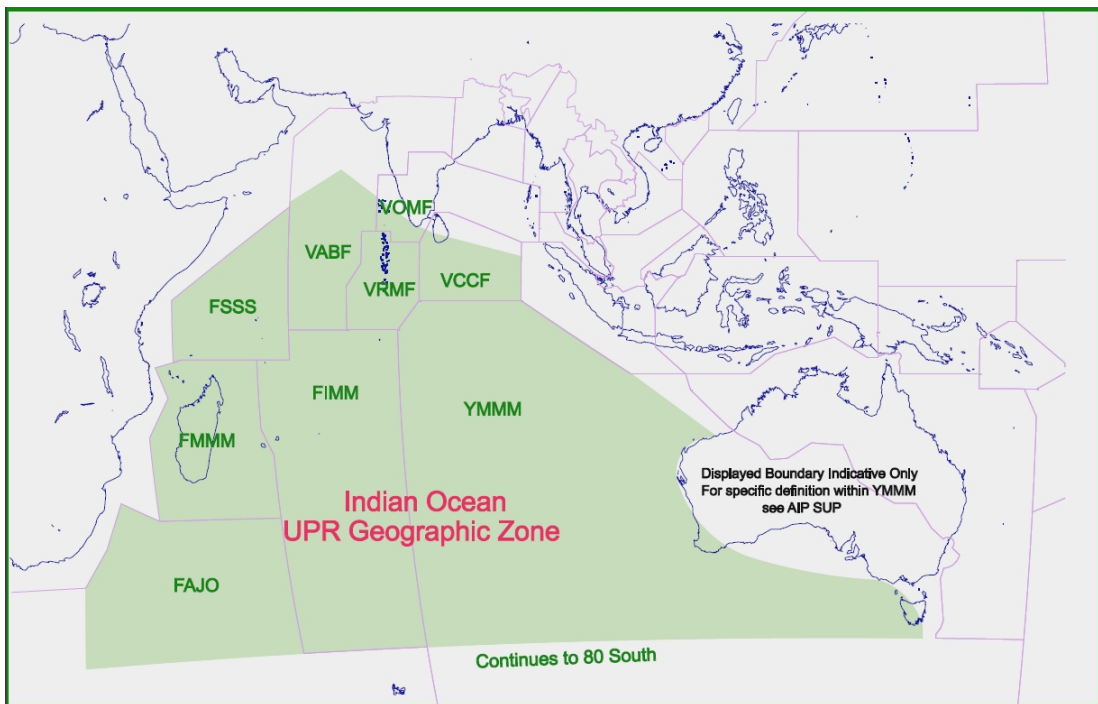 VOMF
VABF
VRMF
VCCF
FSSS
FIMM
YMMM
FMMM
Displayed Boundary Indicative Only
For specific definition within YMMM
see AIP SUP
Indian Ocean
UPR Geographic Zone
FAJO
Continues to 80 South